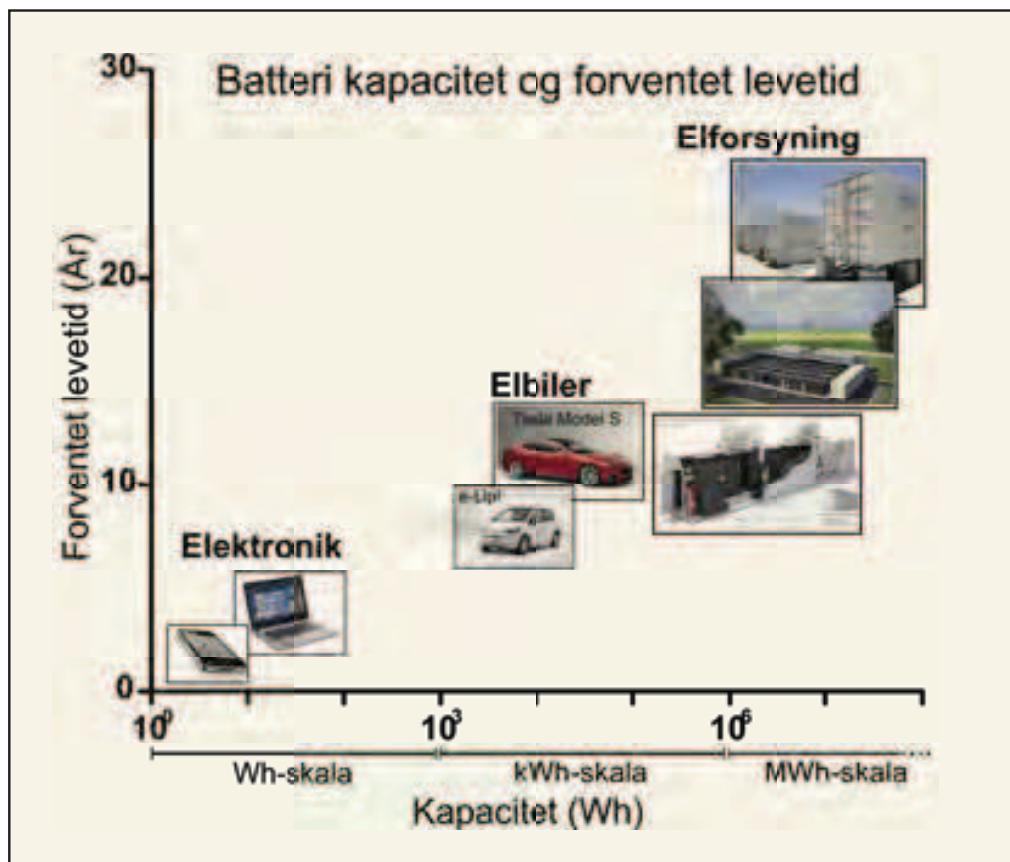 Batteri kapacitet og forventet levetid
30
Elforsyning
Forventet levetid (År)
20
Elbiler
Tesla Model S
10
e-Up!
Elektronik
0
10⁰
10³
10⁶
Wh-skala
kWh-skala
MWh-skala
Kapacitet (Wh)